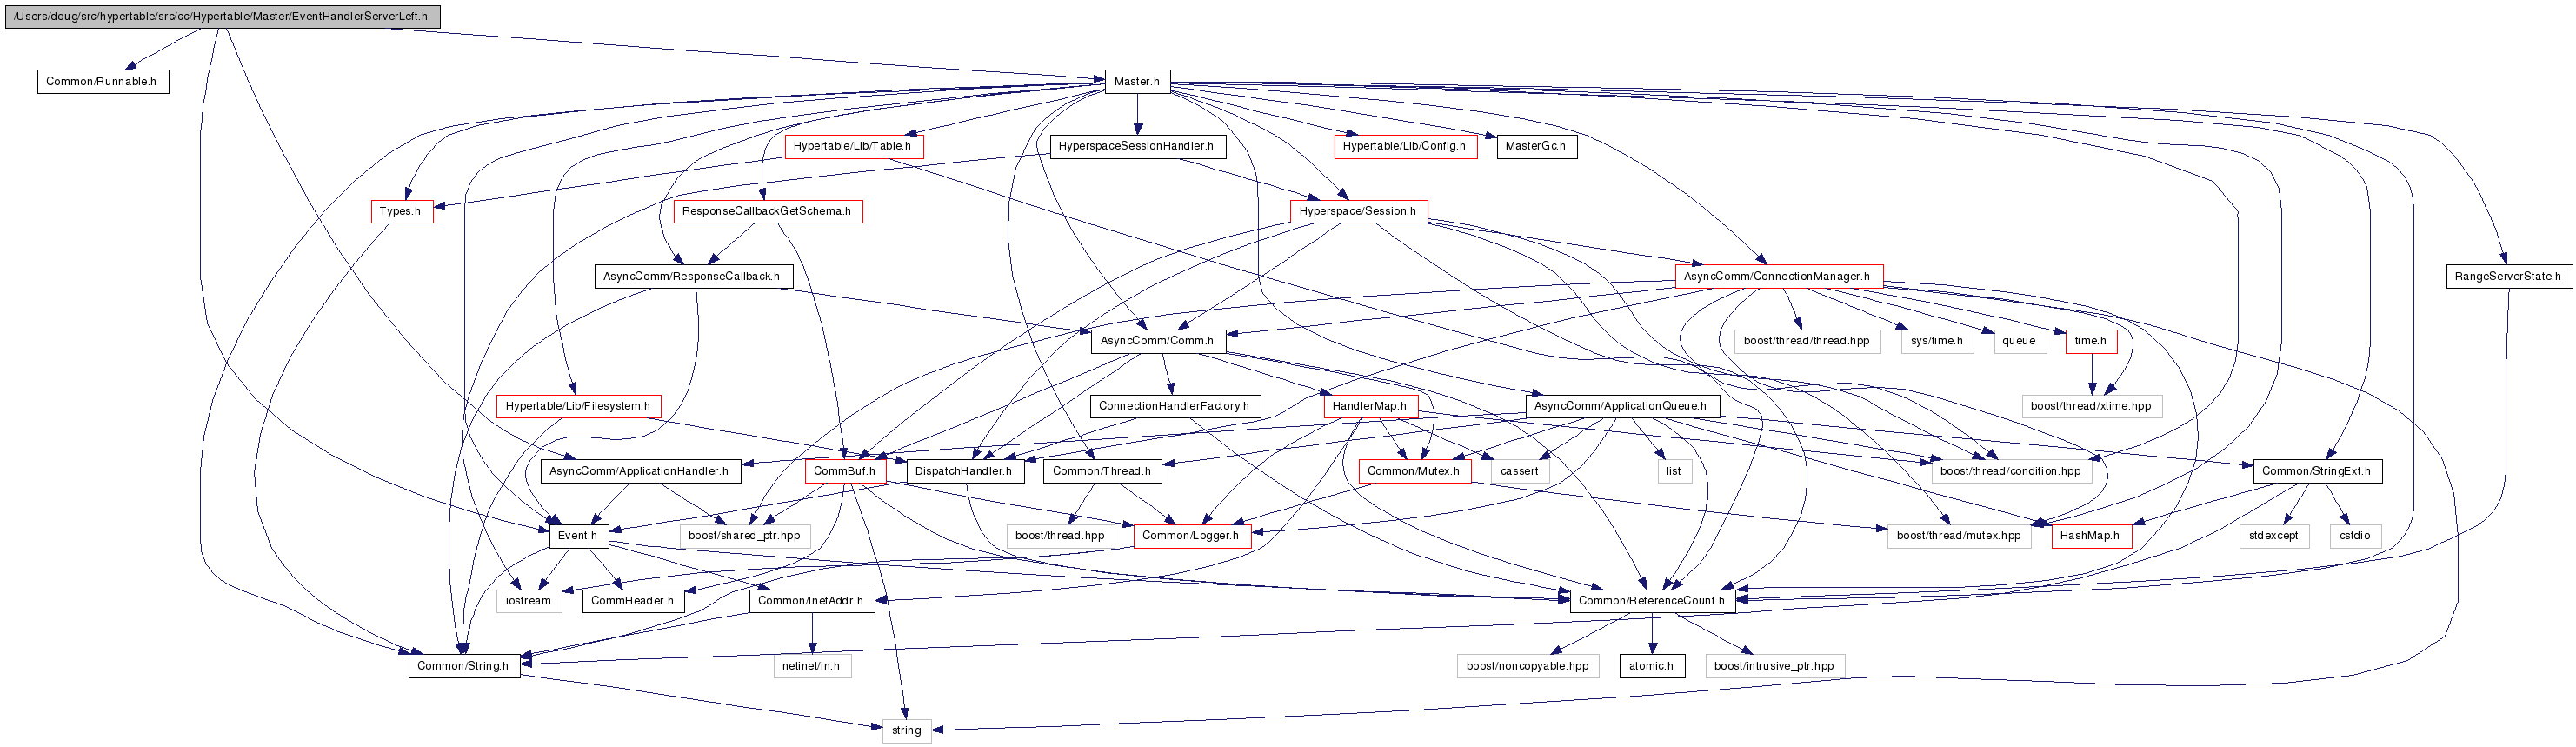 /Users/doug/src/hypertable/src/cc/Hypertable/Master/EventHandlerServerLeft.h
Common/Runnable.h
Master.h
Hypertable/Lib/Table.h
HyperspaceSessionHandler.h
Hypertable/Lib/Config.h
MasterGc.h
Types.h
ResponseCallbackGetSchema.h
Hyperspace/Session.h
AsyncComm/ResponseCallback.h
AsyncComm/ConnectionManager.h
RangeServerState.h
AsyncComm/Comm.h
boost/thread/thread.hpp
sys/time.h
queue
time.h
Hypertable/Lib/Filesystem.h
ConnectionHandlerFactory.h
HandlerMap.h
AsyncComm/ApplicationQueue.h
boost/thread/xtime.hpp
AsyncComm/ApplicationHandler.h
CommBuf.h
DispatchHandler.h
Common/Thread.h
Common/Mutex.h
cassert
list
boost/thread/condition.hpp
Common/StringExt.h
Event.h
boost/shared_ptr.hpp
boost/thread.hpp
Common/Logger.h
boost/thread/mutex.hpp
HashMap.h
stdexcept
cstdio
iostream
CommHeader.h
Common/InetAddr.h
Common/ReferenceCount.h
Common/String.h
netinet/in.h
boost/noncopyable.hpp
atomic.h
boost/intrusive_ptr.hpp
string